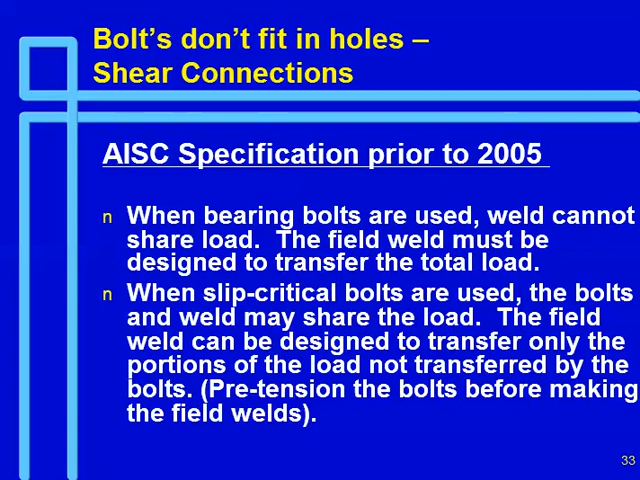 Bolt's don't fit in holes –
Shear Connections
AISC Specification prior to 2005
n When bearing bolts are used, weld cannot
share load.  The field weld must be
designed to transfer the total load.
n When slip-critical bolts are used, the bolts
and weld may share the load.  The field
weld can be designed to transfer only the
portions of the load not transferred by the
bolts. (Pre-tension the bolts before making
the field welds).
33